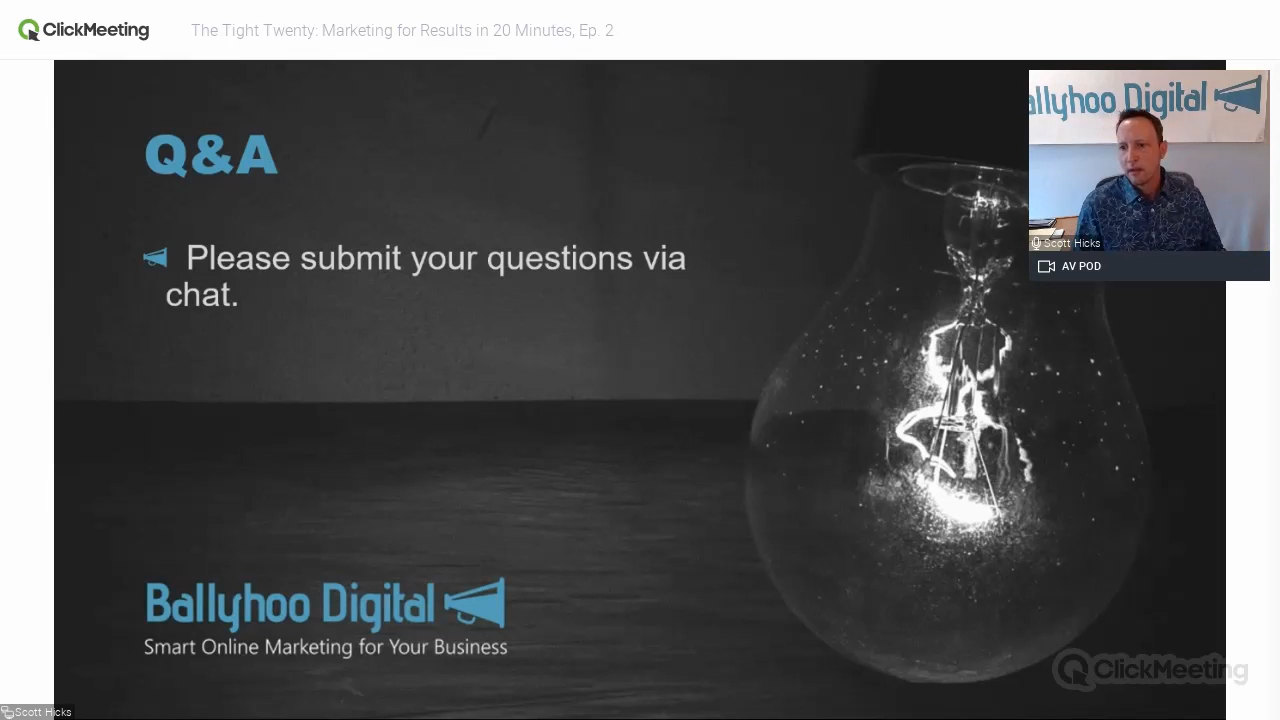 ClickMeeting
The Tight Twenty: Marketing for Results in 20 Minutes, Ep. 2
allyhoo Digital
Scott Hicks
AV POD
Q&A
Please submit your questions via
chat.
Ballyhoo Digital
Smart Online Marketing for Your Business
ClickMeeting
Scott Hicks